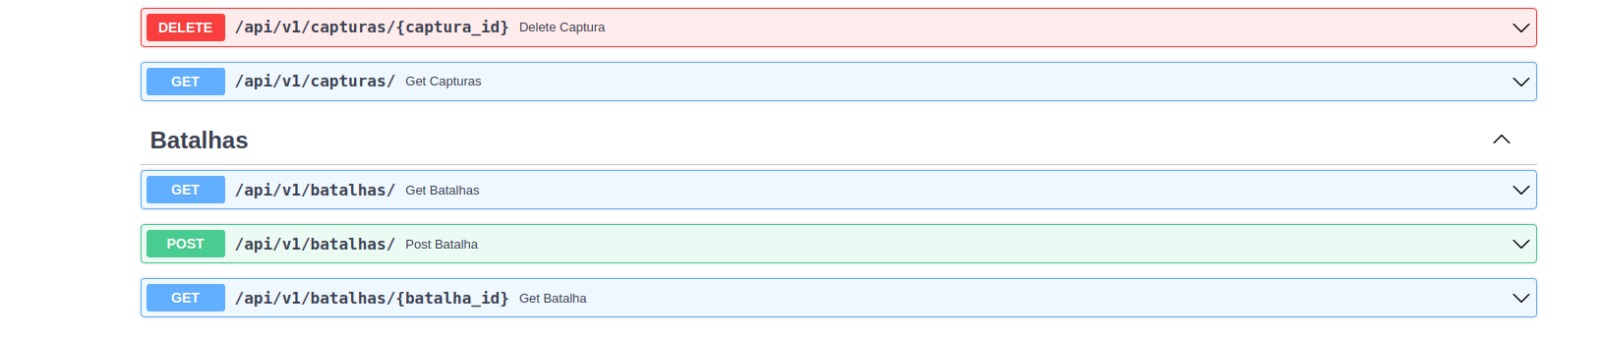 DELETE /api/v1/capturas/{captura_id} Delete Captura
GET /api/v1/capturas/ Get Capturas
Batalhas
GET /api/v1/batalhas/ Get Batalhas
POST /api/v1/batalhas/ Post Batalha
GET /api/v1/batalhas/{batalha_id} Get Batalha